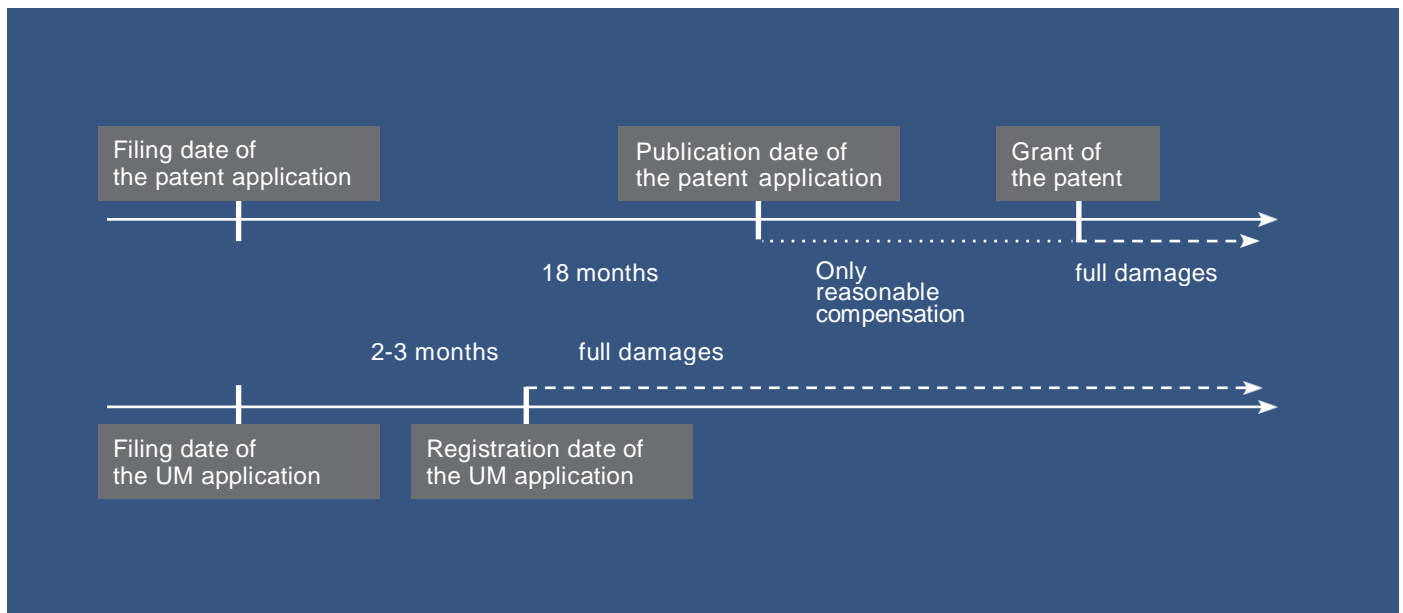 Filing date of
the patent application
Publication date of
the patent application
Grant of
the patent
18 months
Only
reasonable
compensation
full damages
2-3 months
full damages
Filing date of
the UM application
Registration date of
the UM application